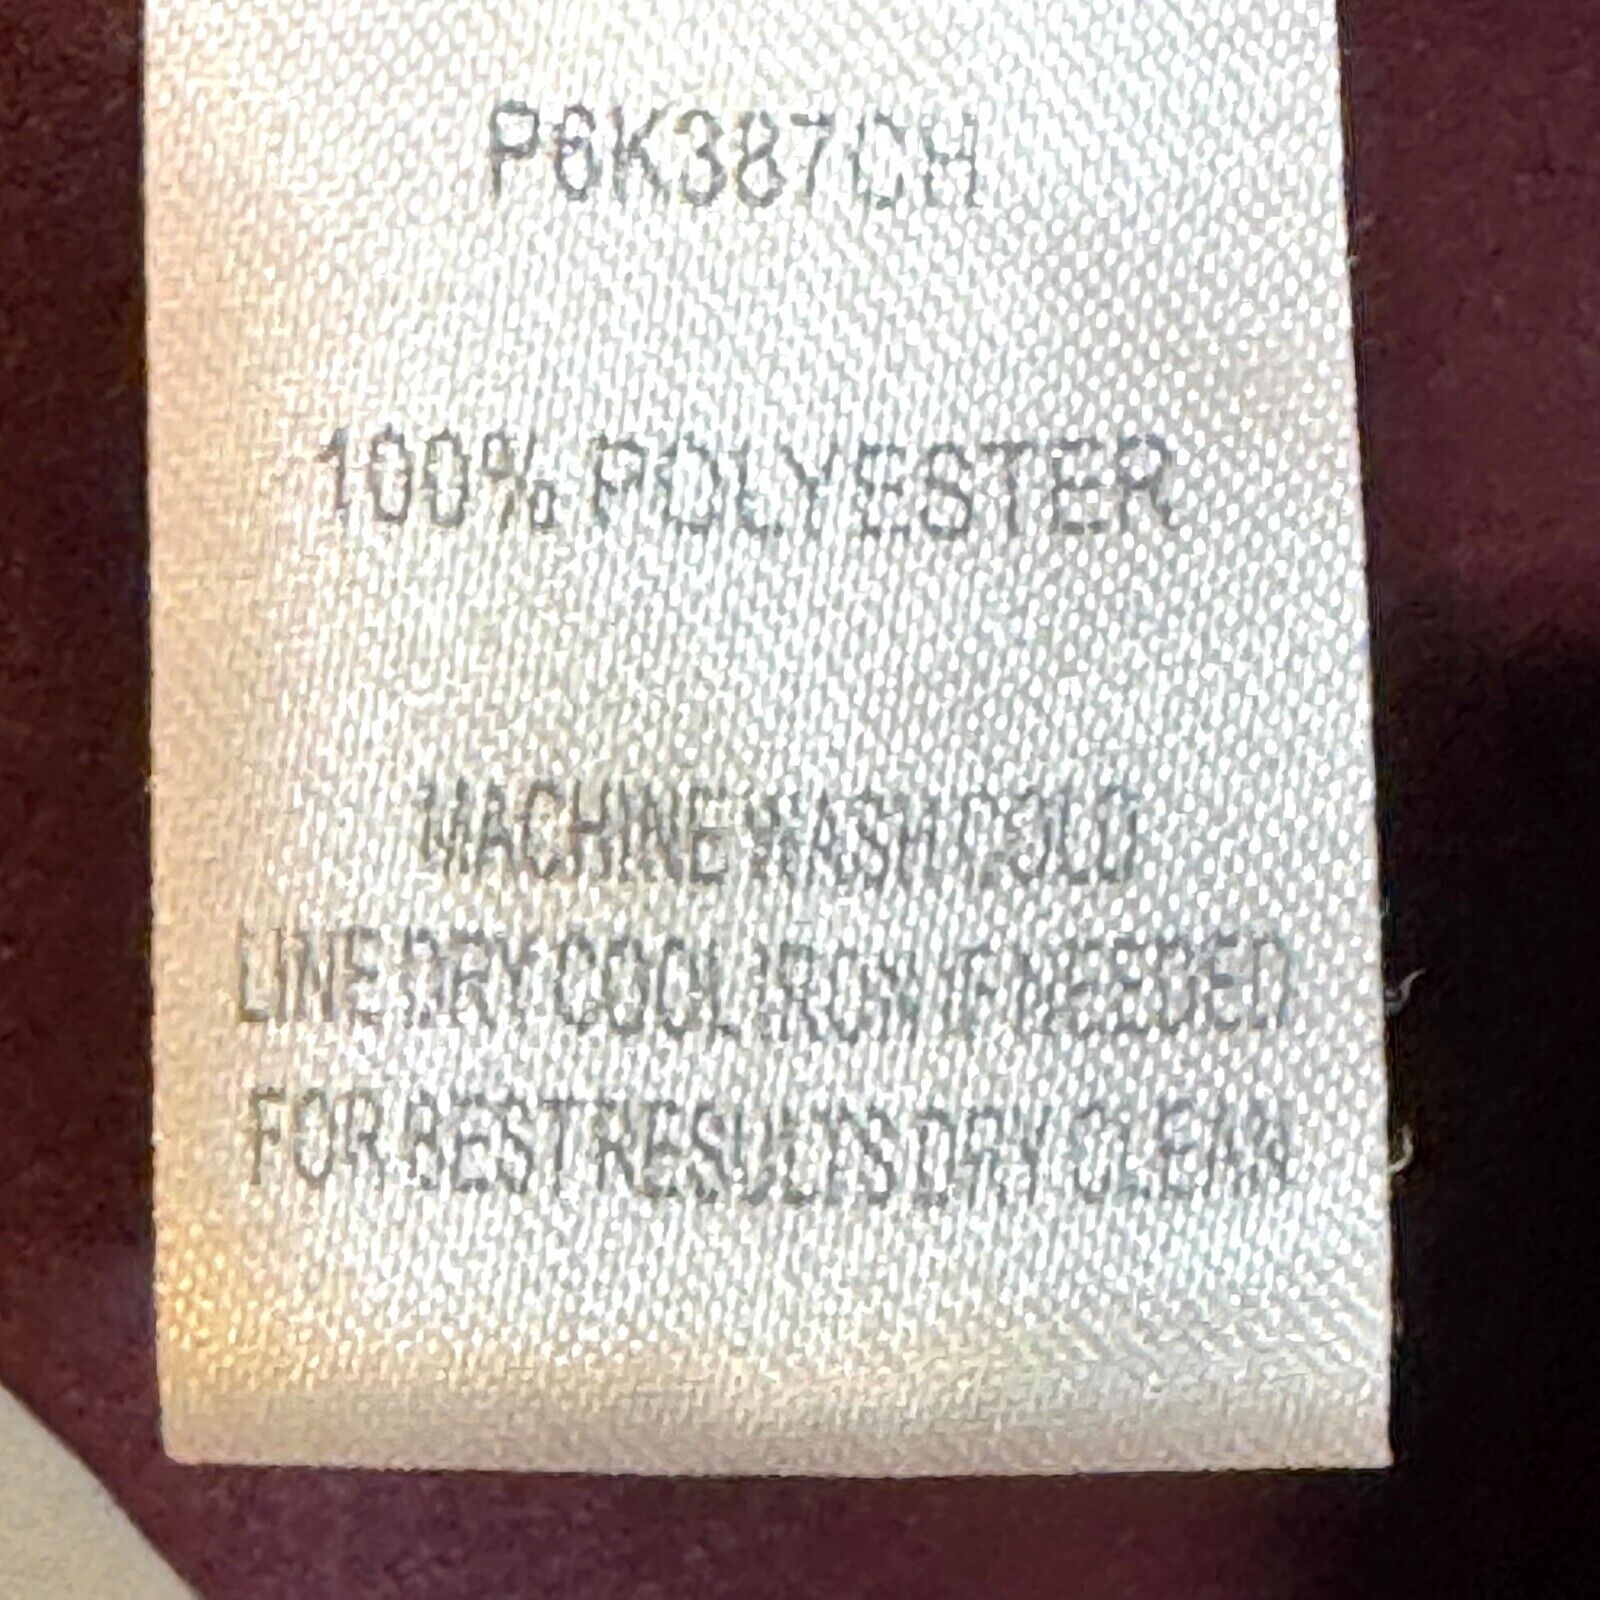 P6K387CH
100% POLYESTER
MACHINE WASH COLD
LINE DRY COOL IRON IF NEEDED
FOR BEST RESULTS DRY CLEAN